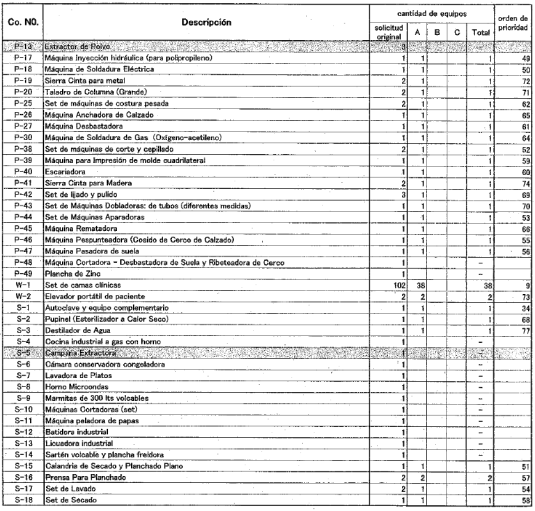 Co. NO. Descripción cantidad de equipos orden de prioridad
solicitud original A B C Total
P-13 Extractor de Polvo 3
P-17 Máquina Inyección hidráulica (para polipropileno) 1 1 1 49
P-18 Máquina de Soldadura Eléctrica 1 1 1 50
P-19 Sierra Cinta para metal 2 1 1 72
P-20 Taledro de Columna (Grande) 2 1 1 71
P-25 Set de máquinas de costura pesada 2 1 1 62
P-26 Máquina Anchadora de Calzado 1 1 1 65
P-27 Máquina Desbastadora 1 1 1 61
P-30 Máquina de Soldadura de Gas (Oxígeno-acetileno) 1 1 1 64
P-38 Set de máquinas de corte y cepillado 2 1 1 52
P-39 Máquina para Impresión de molde cuadrilateral 1 1 1 59
P-40 Escariadora 1 1 1 60
P-41 Sierra Cinta para Madera 2 1 1 74
P-42 Set de lijado y pulido 3 1 1 69
P-43 Set de Máquinas Dobladoras: de tubos (diferentes medidas) 1 1 1 70
P-44 Set de Máquinas Aparadoras 1 1 1 53
P-45 Máquina Rematadora 1 1 1 66
P-46 Máquina Pespunteadora (Cosido de Cerco de Calzado) 1 1 1 55
P-47 Máquina Pasadora de suela 1 1 1 56
P-48 Máquina Cortadora - Desbastadora de Suela y Ribeteadora de Cerco 1 -
P-49 Plancha de Zinc 1 -
W-1 Set de camas clínicas 102 38 38 9
W-2 Elevador portátil de paciente 2 2 2 73
S-1 Autoclave y equipo complementario 1 1 1 34
S-2 Pupinel (Esterilizador a Calor Seco) 1 1 1 68
S-3 Destilador de Agua 1 1 1 77
S-4 Cocina industrial a gas con horno 1 -
S-5 Campana Extractora 1 -
S-6 Cámara conservadora congeladora 1 -
S-7 Lavadora de Platos 1 -
S-8 Horno Microondas 1 -
S-9 Marmitas de 300 lts volcables 1 -
S-10 Máquinas Cortadoras (set) 1 -
S-11 Máquina peladora de papas 1 -
S-12 Batidora industrial 1 -
S-13 Licuadora industrial 1 -
S-14 Sartén volcable y plancha freidora 1 -
S-15 Calandria de Secado y Planchado Plano 1 1 1 51
S-16 Prensa Para Planchado 2 2 2 57
S-17 Set de Lavado 2 1 1 54
S-18 Set de Secado 1 1 1 58